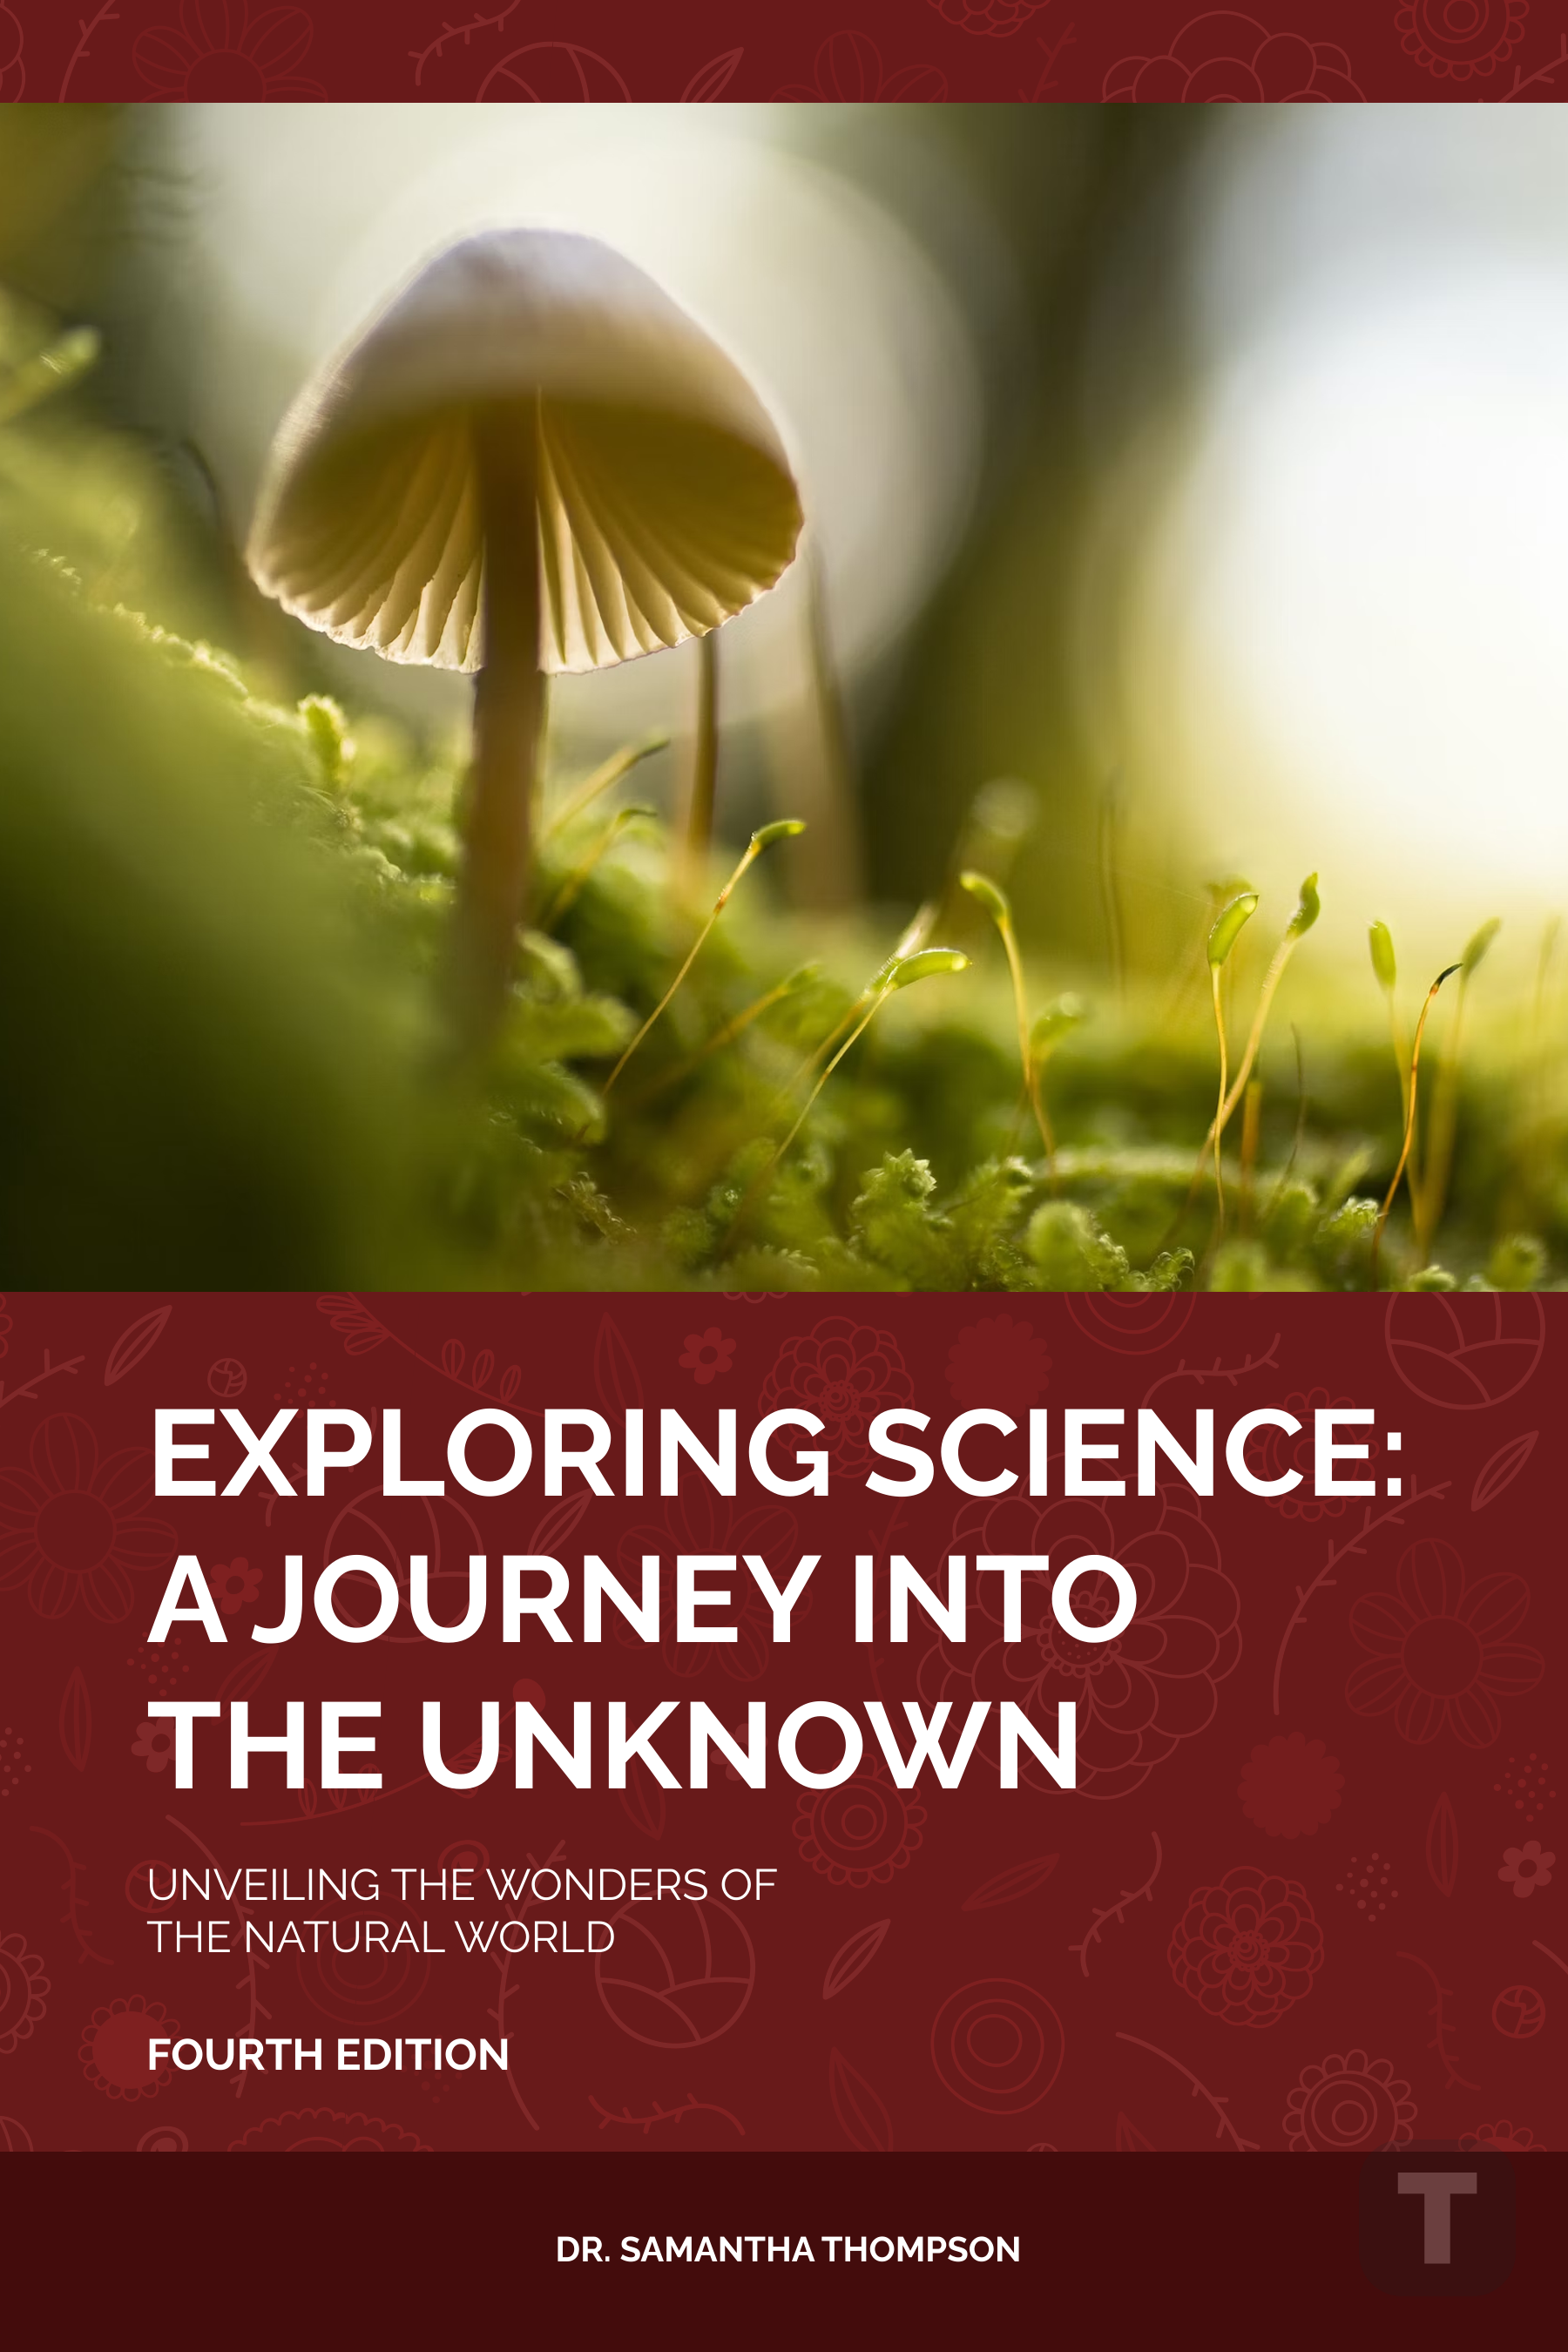 EXPLORING SCIENCE:
A JOURNEY INTO
THE UNKNOWN
UNVEILING THE WONDERS OF
THE NATURAL WORLD
FOURTH EDITION
DR. SAMANTHA THOMPSON
T